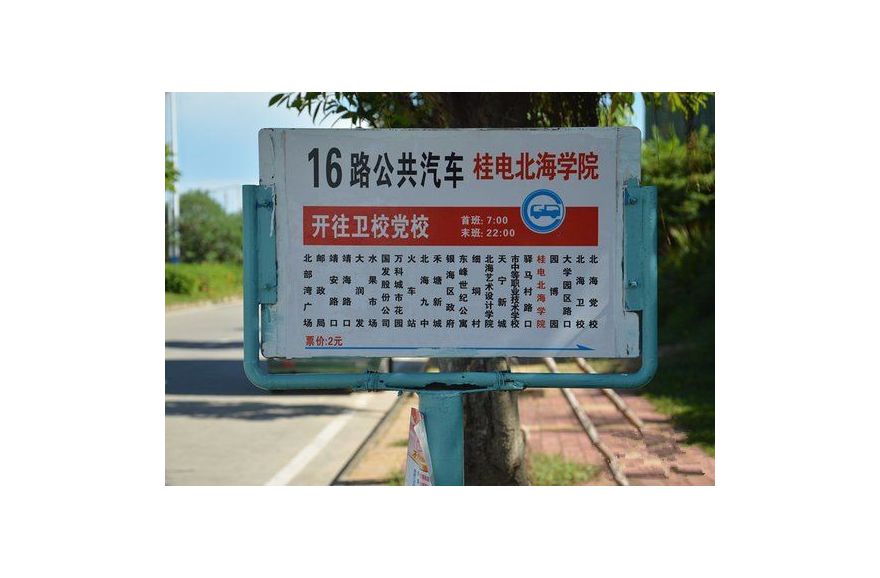 16路公共汽车 桂电北海学院
开往卫校党校
首班: 7:00
末班: 22:00
北部湾广场
邮政局
靖安路口
靖海路口
大润发
水果市场
国发股份公司
万科城市花园
火车站
北海九中
禾塘新城
银海区政府
东峰世纪公寓
细垌村
北海艺术设计学院
天宁新城
市中等职业技术学校
驿马村路口
桂电北海学院
园博园
大学园区路口
北海卫校
北海党校
票价:2元